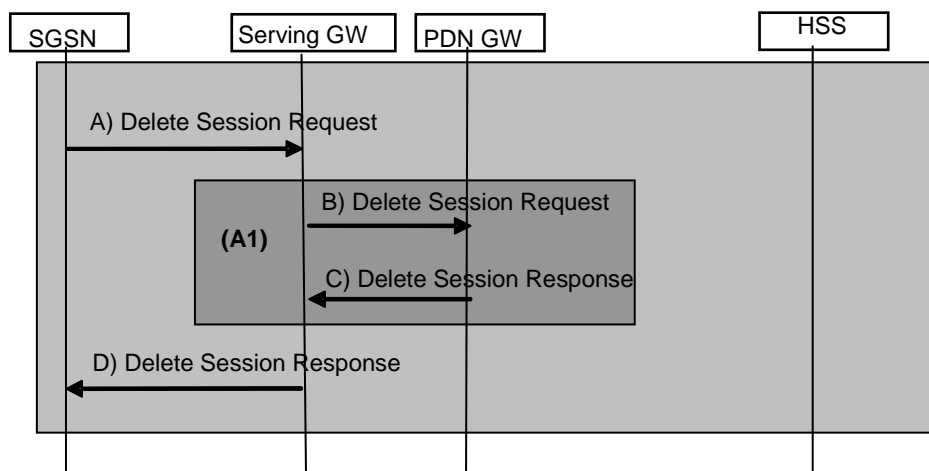 SGSN
Serving GW
PDN GW
HSS
A) Delete Session Request
B) Delete Session Request
(A1)
C) Delete Session Response
D) Delete Session Response